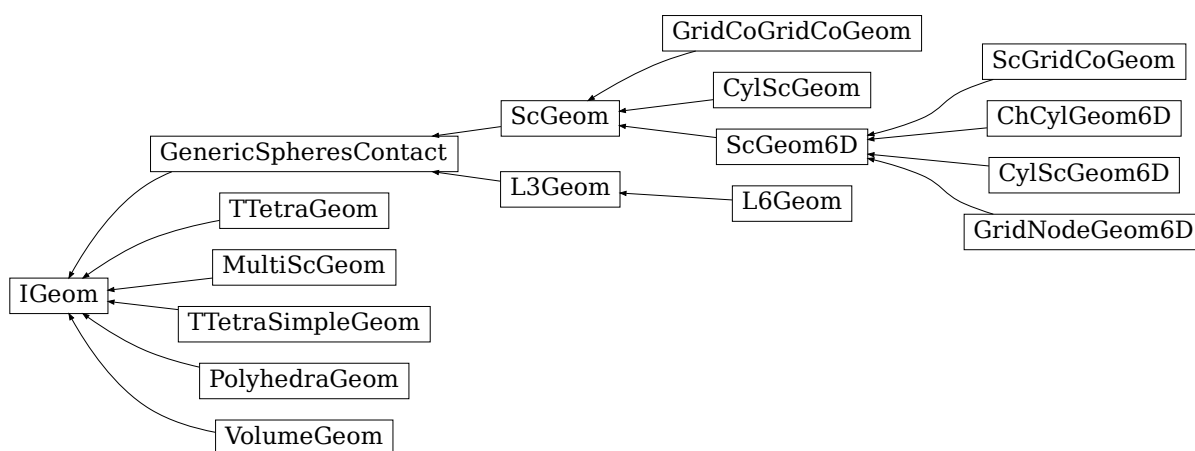 GridCoGridCoGeom
ScGridCoGeom
CylScGeom
ScGeom
ChCylGeom6D
GenericSpheresContact
ScGeom6D
CylScGeom6D
L3Geom
L6Geom
TTetraGeom
GridNodeGeom6D
MultiScGeom
IGeom
TTetraSimpleGeom
PolyhedraGeom
VolumeGeom